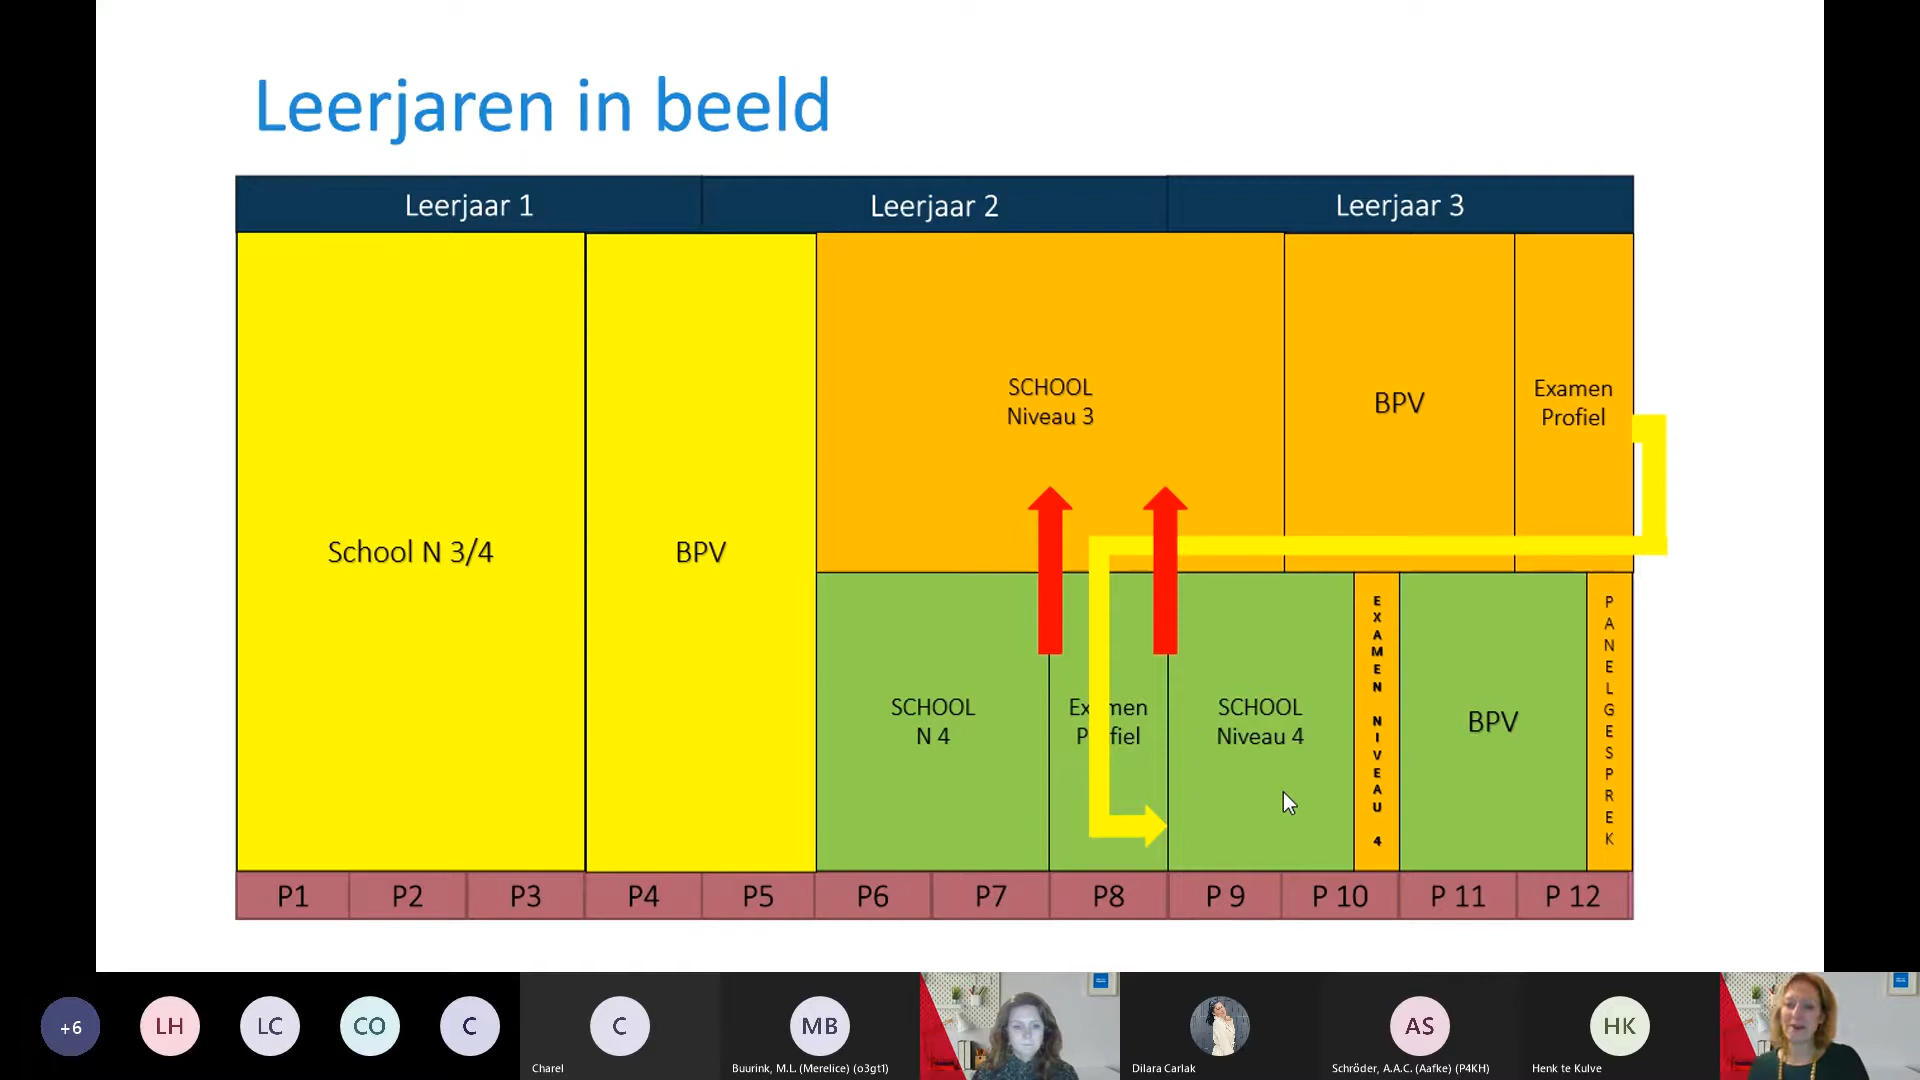 Leerjaren in beeld
Leerjaar 1
Leerjaar 2
Leerjaar 3
School N 3/4
BPV
SCHOOL
Niveau 3
BPV
Examen
Profiel
SCHOOL
N 4
Examen
Profiel
SCHOOL
Niveau 4
EXAMEN NIVEAU 4
BPV
PANELGESPREK
P1
P2
P3
P4
P5
P6
P7
P8
P 9
P 10
P 11
P 12
+6
LH
LC
CO
C
C
MB
AS
HK
Charel
Buurink, M.L. (Merelice) (o3gt1)
Dilara Carlak
Schröder, A.A.C. (Aafke) (P4KH)
Henk te Kulve